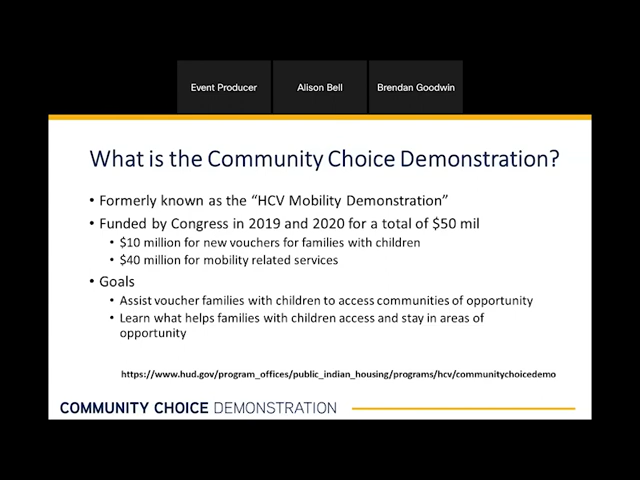 Event Producer
Alison Bell
Brendan Goodwin
What is the Community Choice Demonstration?
• Formerly known as the “HCV Mobility Demonstration”
• Funded by Congress in 2019 and 2020 for a total of $50 mil
• $10 million for new vouchers for families with children
• $40 million for mobility related services
• Goals
• Assist voucher families with children to access communities of opportunity
• Learn what helps families with children access and stay in areas of
opportunity
https://www.hud.gov/program_offices/public_indian_housing/programs/hcv/communitychoicedemo
COMMUNITY CHOICE DEMONSTRATION